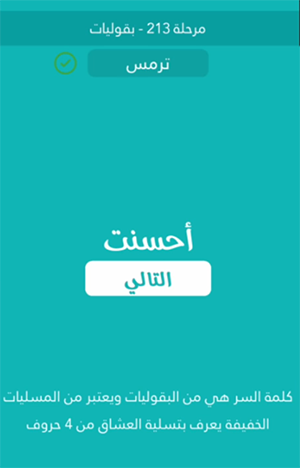 مرحلة 213 - بقوليات
ترمس
أحسنت
التالي
كلمة السر هي من البقوليات ويعتبر من المسليات
الخفيفة يعرف بتسلية العشاق من 4 حروف